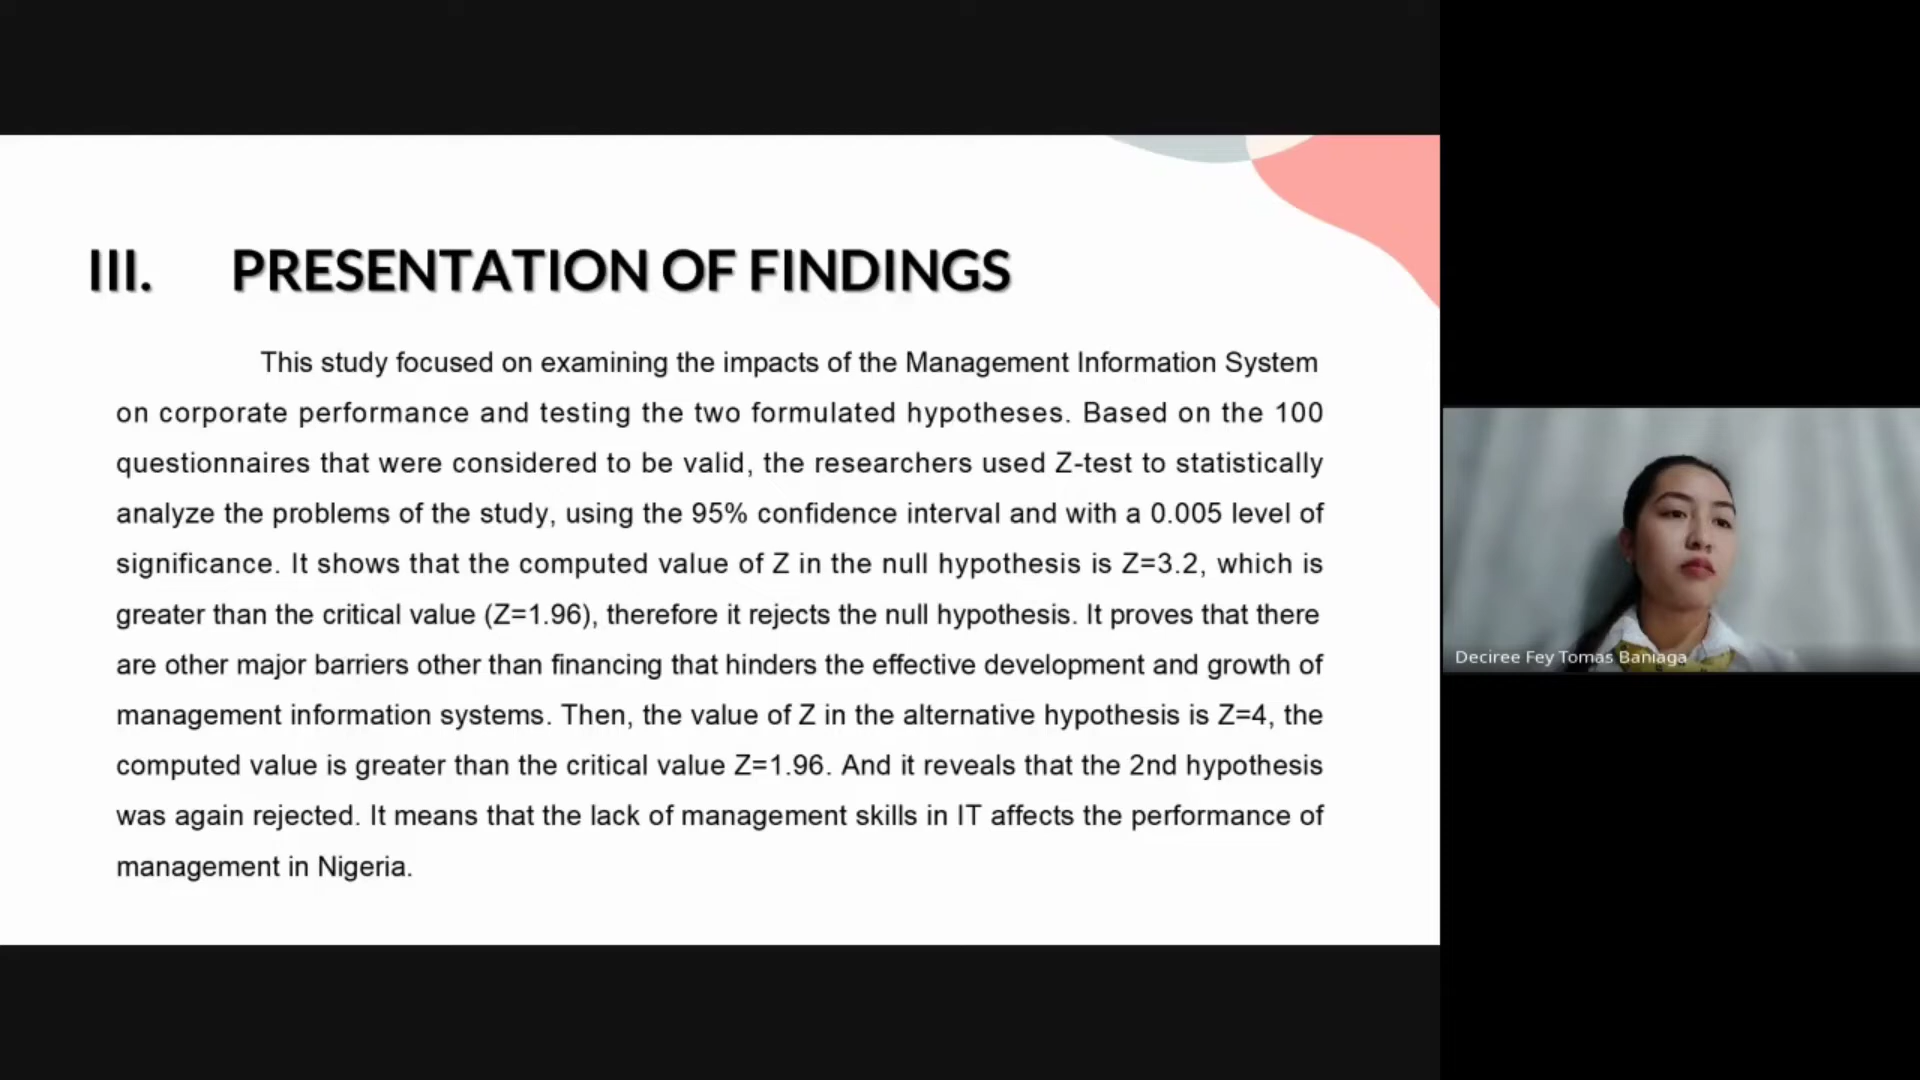 III. PRESENTATION OF FINDINGS
This study focused on examining the impacts of the Management Information System
on corporate performance and testing the two formulated hypotheses. Based on the 100
questionnaires that were considered to be valid, the researchers used Z-test to statistically
analyze the problems of the study, using the 95% confidence interval and with a 0.005 level of
significance. It shows that the computed value of Z in the null hypothesis is Z=3.2, which is
greater than the critical value (Z=1.96), therefore it rejects the null hypothesis. It proves that there
are other major barriers other than financing that hinders the effective development and growth of
management information systems. Then, the value of Z in the alternative hypothesis is Z=4, the
computed value is greater than the critical value Z=1.96. And it reveals that the 2nd hypothesis
was again rejected. It means that the lack of management skills in IT affects the performance of
management in Nigeria.
Deciree Fey Tomas Baniaga